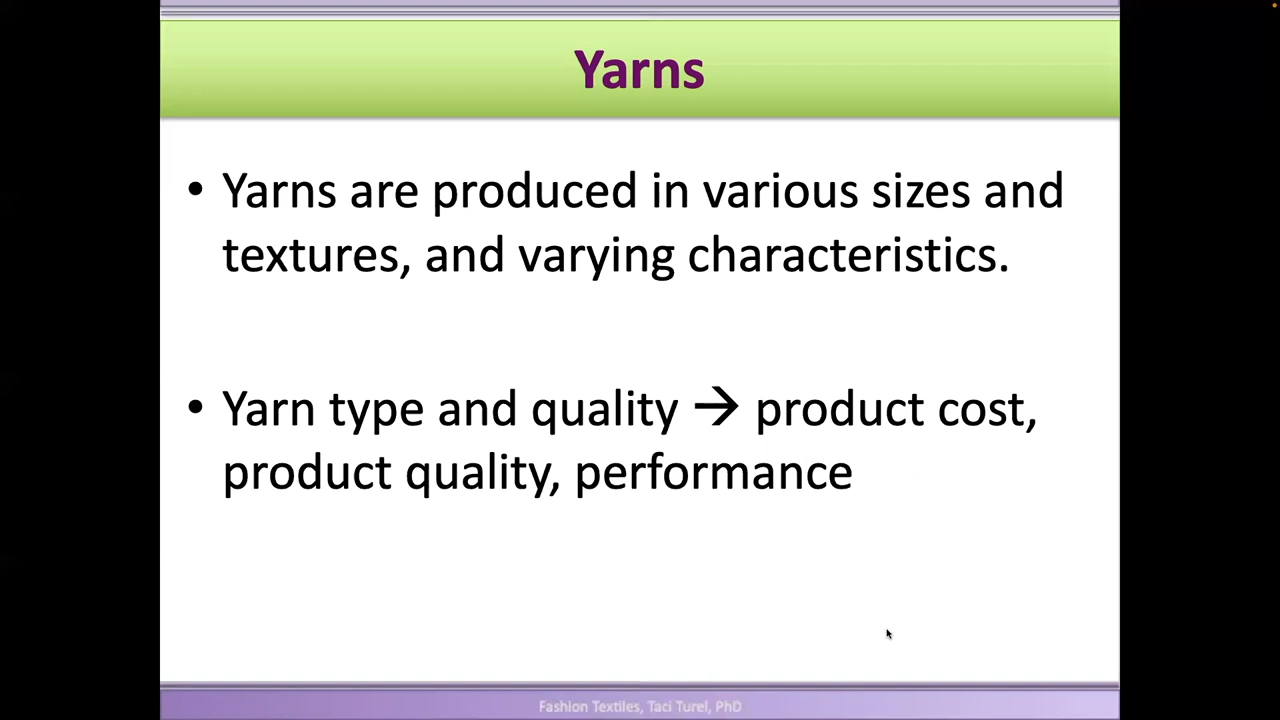 Yarns
• Yarns are produced in various sizes and
textures, and varying characteristics.
• Yarn type and quality → product cost,
product quality, performance
Fashion Textiles, Taci Turel, PhD